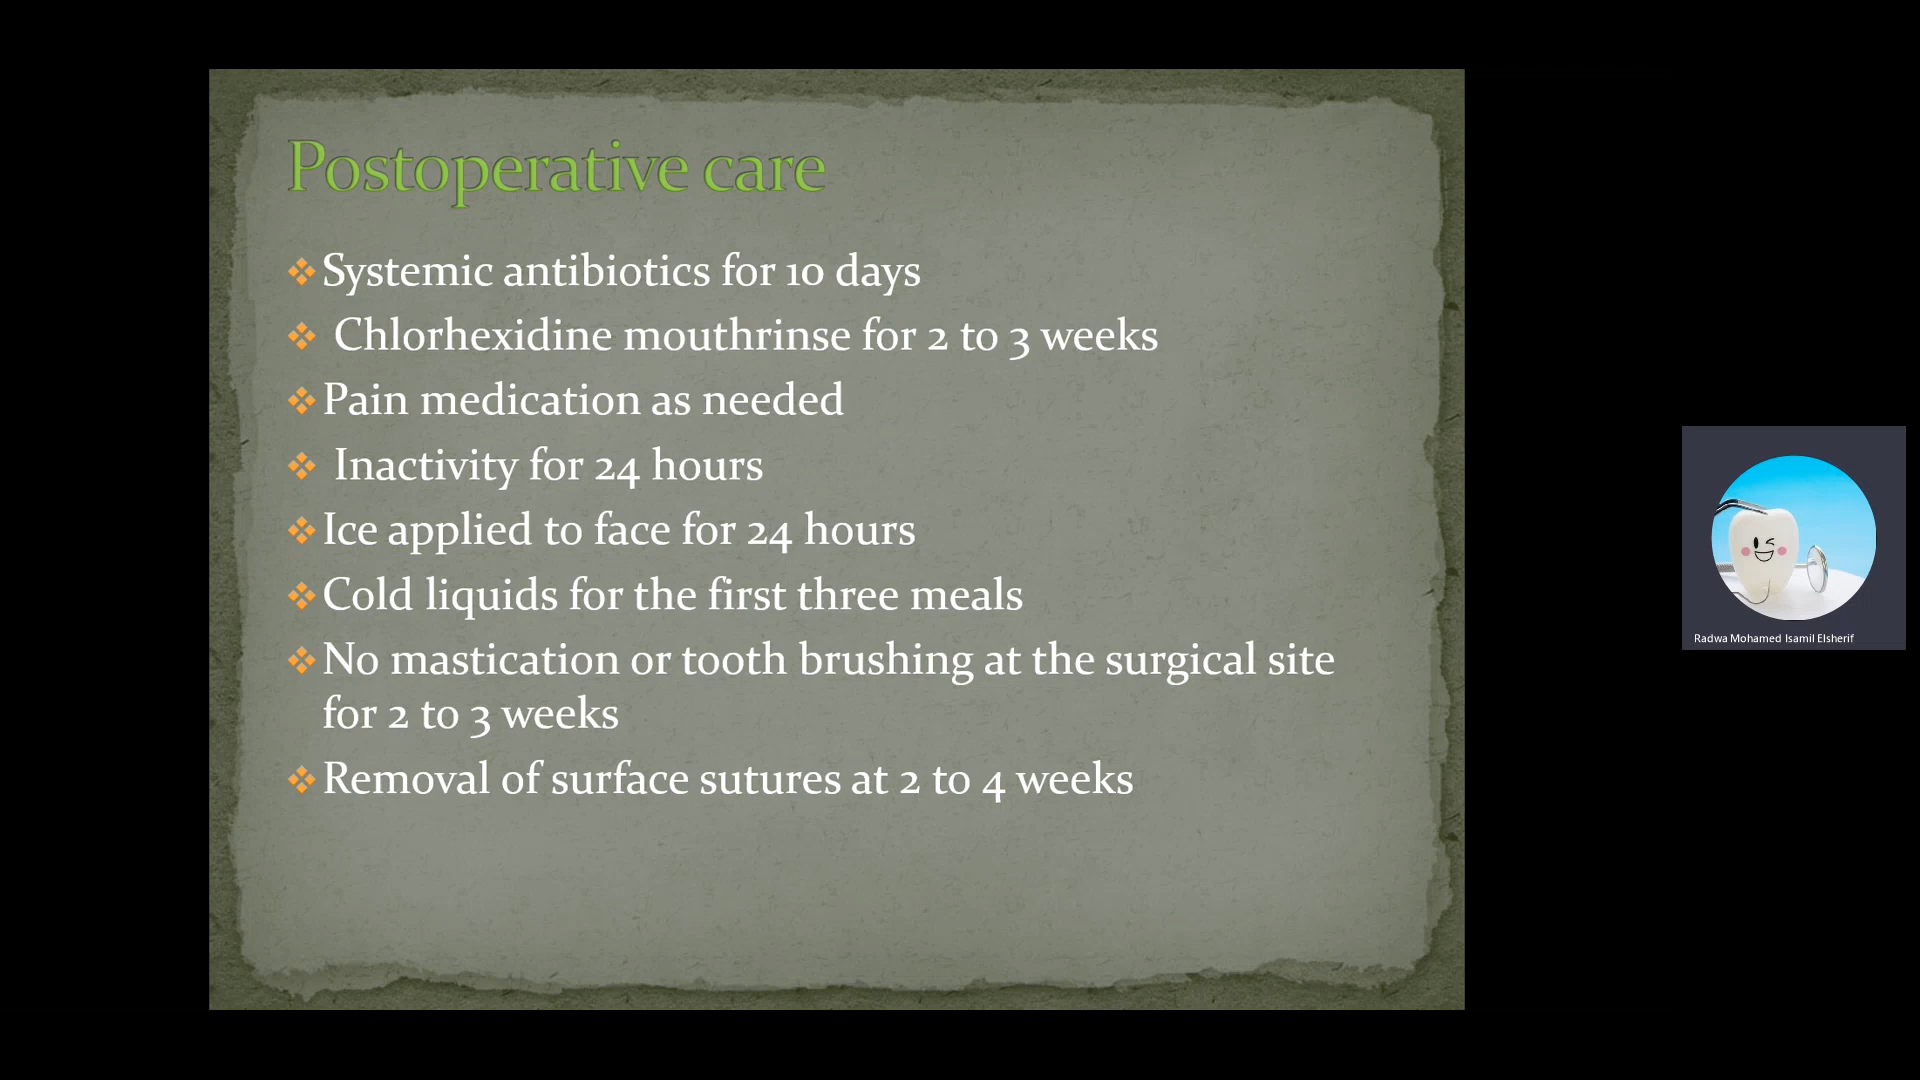 Postoperative care
Systemic antibiotics for 10 days
Chlorhexidine mouthrinse for 2 to 3 weeks
Pain medication as needed
Inactivity for 24 hours
Ice applied to face for 24 hours
Cold liquids for the first three meals
No mastication or tooth brushing at the surgical site
for 2 to 3 weeks
Removal of surface sutures at 2 to 4 weeks
Radwa Mohamed Isamil Elsherif